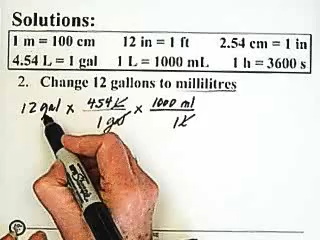 Solutions:
1 m = 100 cm 12 in = 1 ft 2.54 cm = 1 in
4.54 L = 1 gal 1 L = 1000 mL 1 h = 3600 s
2. Change 12 gallons to millilitres
12 gal x 4.54 L / 1 gal x 1000 ml / 1 L